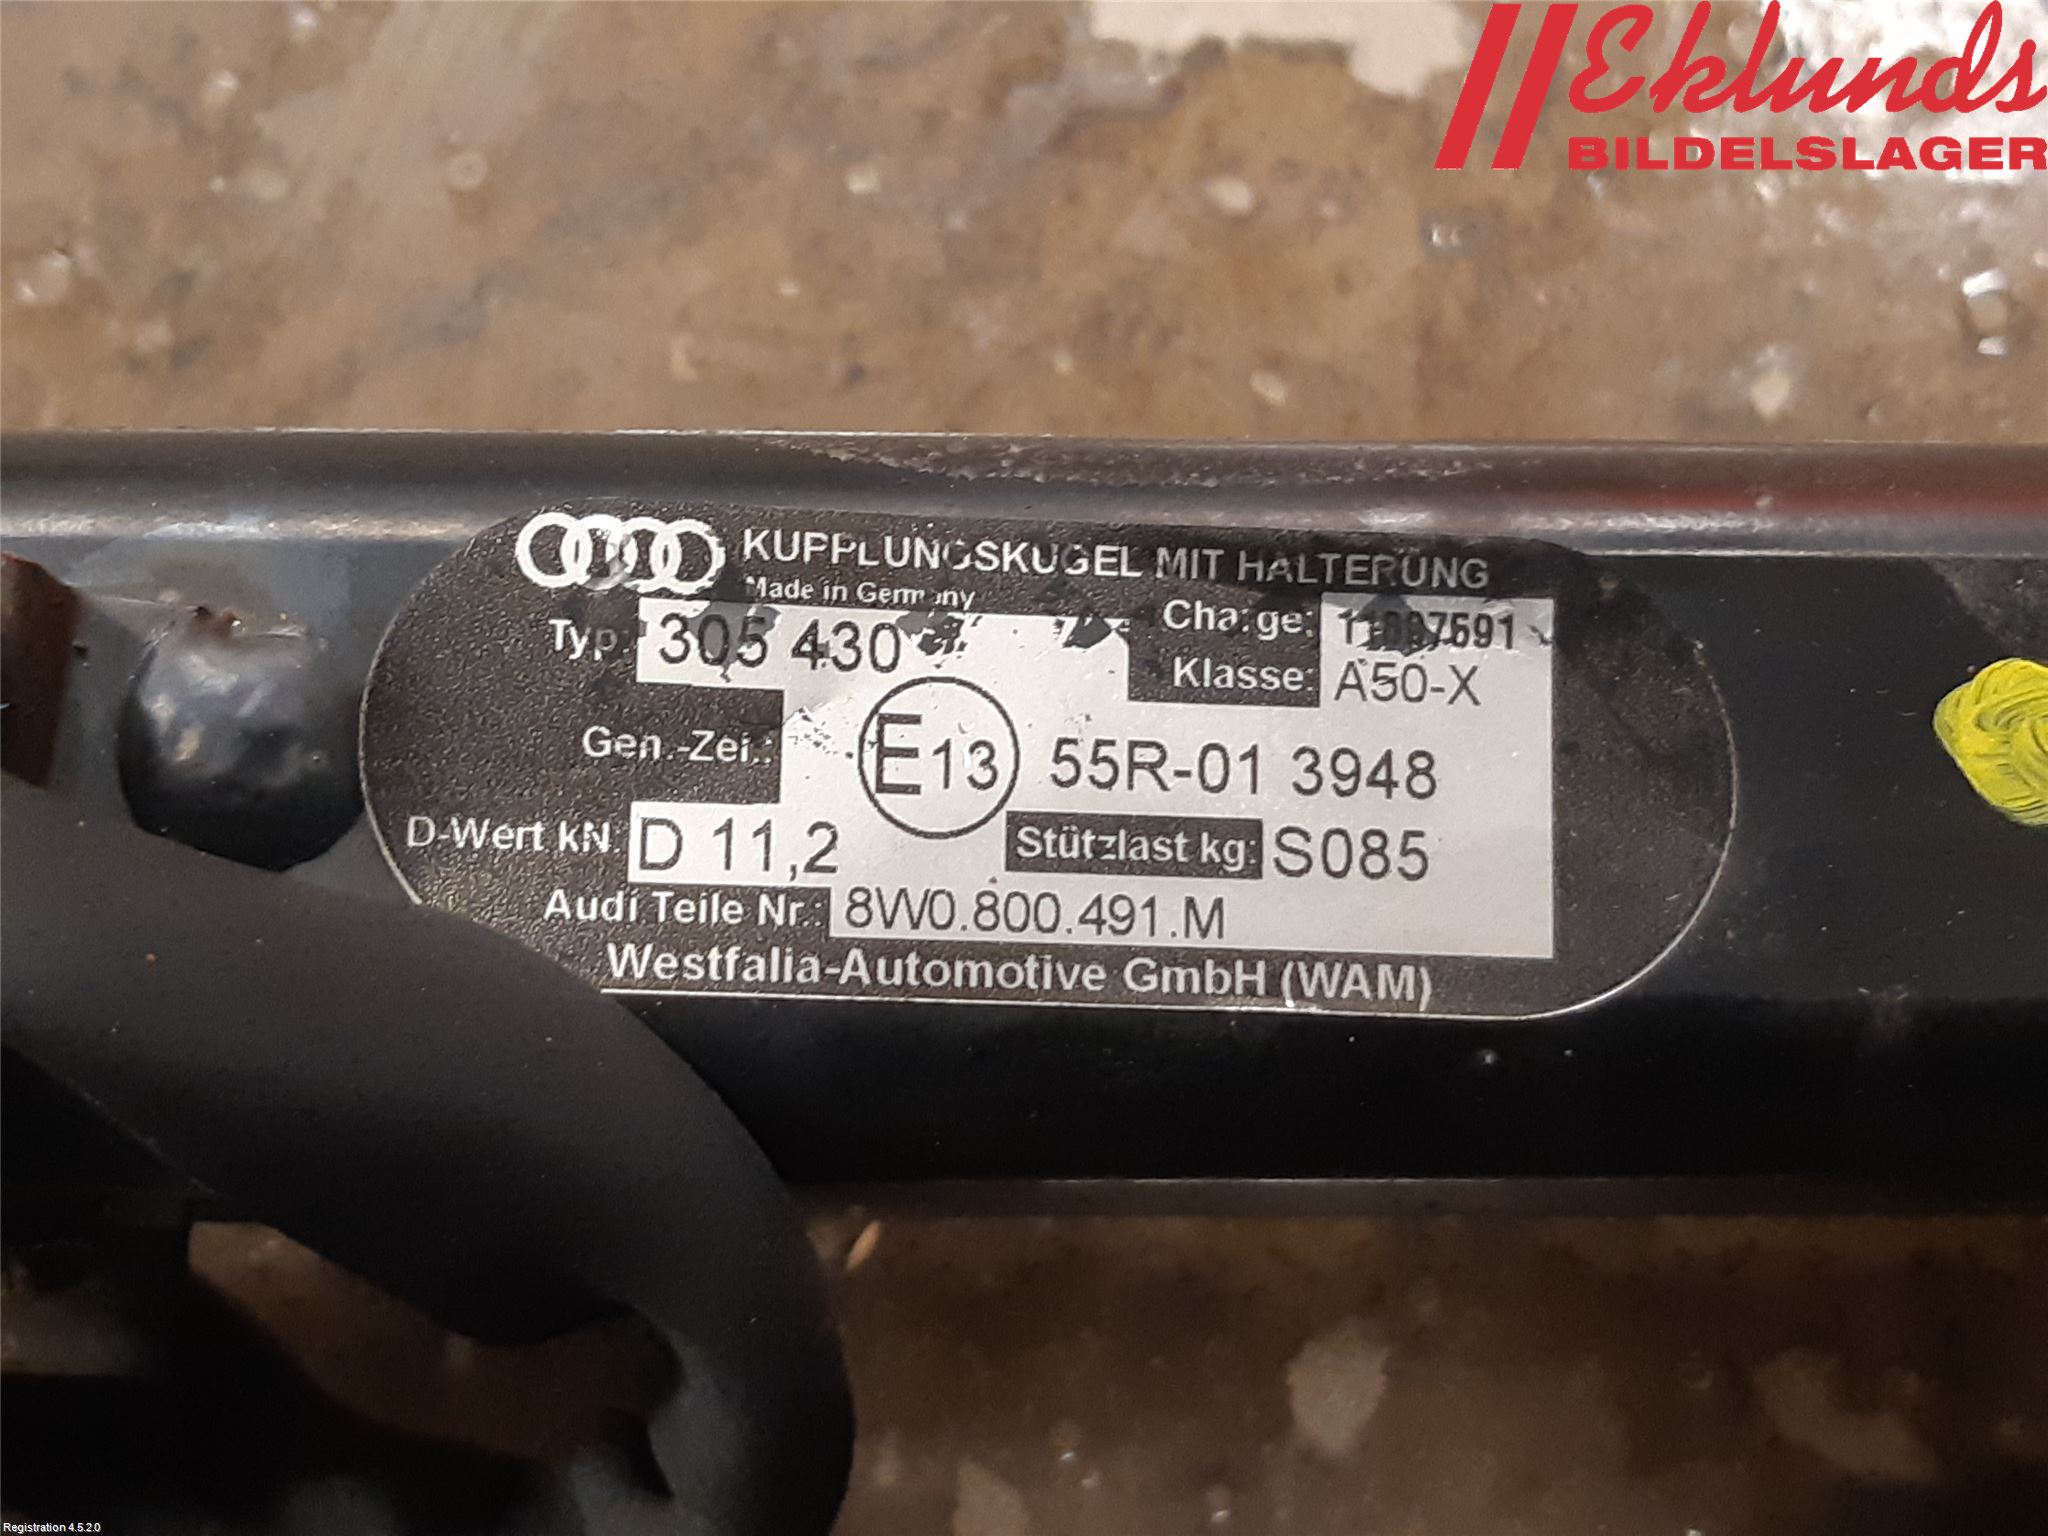 Eklunds
BILDELSLAGER
KUPPLUNGSKUGEL MIT HALTERUNG
Made in Germany
Typ: 305 430
Charge:
Klasse: A50-X
Gen.-Zei.: E13 55R-01 3948
D-Wert kN: D 11,2 Stützlast kg: S085
Audi Teile Nr.: 8W0.800.491.M
Westfalia-Automotive GmbH (WAM)
Registration 4.5.2.0